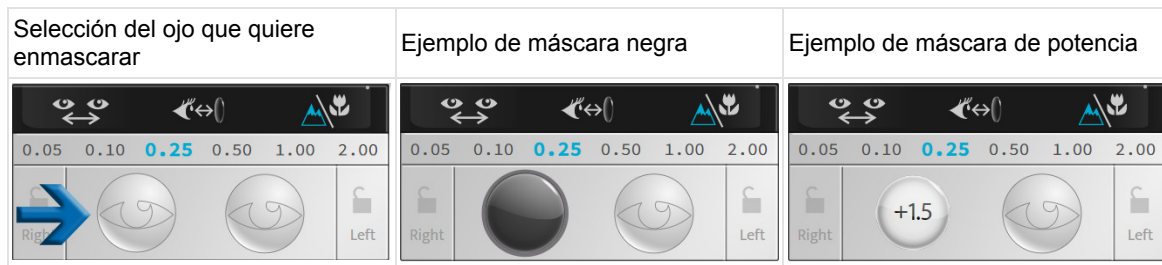 Selección del ojo que quiere
enmascarar
Ejemplo de máscara negra
Ejemplo de máscara de potencia
0.05 0.10 0.25 0.50 1.00 2.00
Right Left
0.05 0.10 0.25 0.50 1.00 2.00
Right Left
0.05 0.10 0.25 0.50 1.00 2.00
Right +1.5 Left